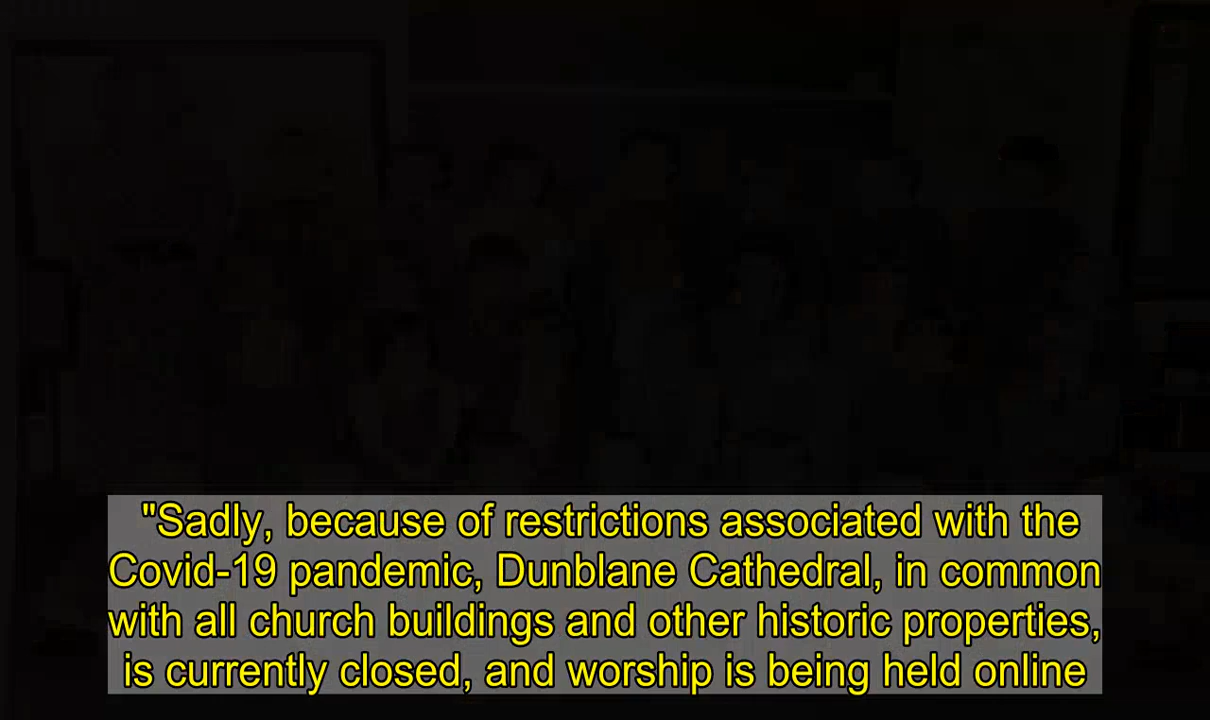 "Sadly, because of restrictions associated with the
Covid-19 pandemic, Dunblane Cathedral, in common
with all church buildings and other historic properties,
is currently closed, and worship is being held online